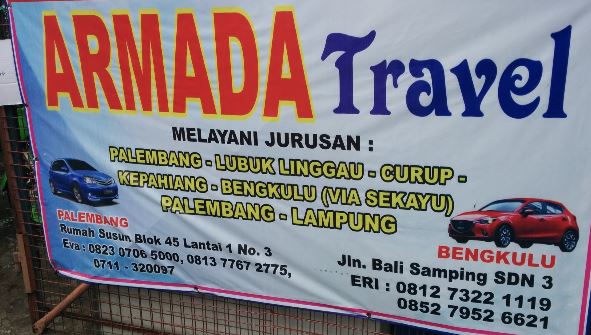 ARMADA Travel
MELAYANI JURUSAN :
PALEMBANG - LUBUK LINGGAU - CURUP -
KEPAHIANG - BENGKULU (VIA SEKAYU)
PALEMBANG - LAMPUNG
PALEMBANG
Rumah Susun Blok 45 Lantai 1 No. 3
Eva : 0823 0706 5000, 0813 7767 2775,
0711 - 320097
BENGKULU
Jln. Bali Samping SDN 3
ERI : 0812 7322 1119
0852 7952 6621